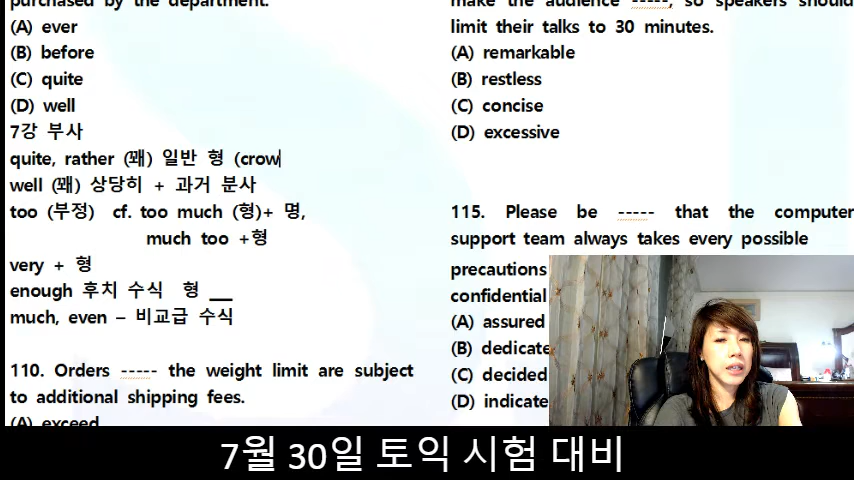 purchased by the department.
(A) ever
(B) before
(C) quite
(D) well
7강 부사
quite, rather (꽤) 일반 형 (crow
well (꽤) 상당히 + 과거 분사
too (부정) cf. too much (형)+ 명,
much too +형
very + 형
enough 후치 수식 형 __
much, even – 비교급 수식
110. Orders ----- the weight limit are subject
to additional shipping fees.
(A) exceed
make the audience -----, so speakers should
limit their talks to 30 minutes.
(A) remarkable
(B) restless
(C) concise
(D) excessive
115. Please be ----- that the computer
support team always takes every possible
precautions
confidential
(A) assured
(B) dedicate
(C) decided
(D) indicate
7월 30일 토익 시험 대비